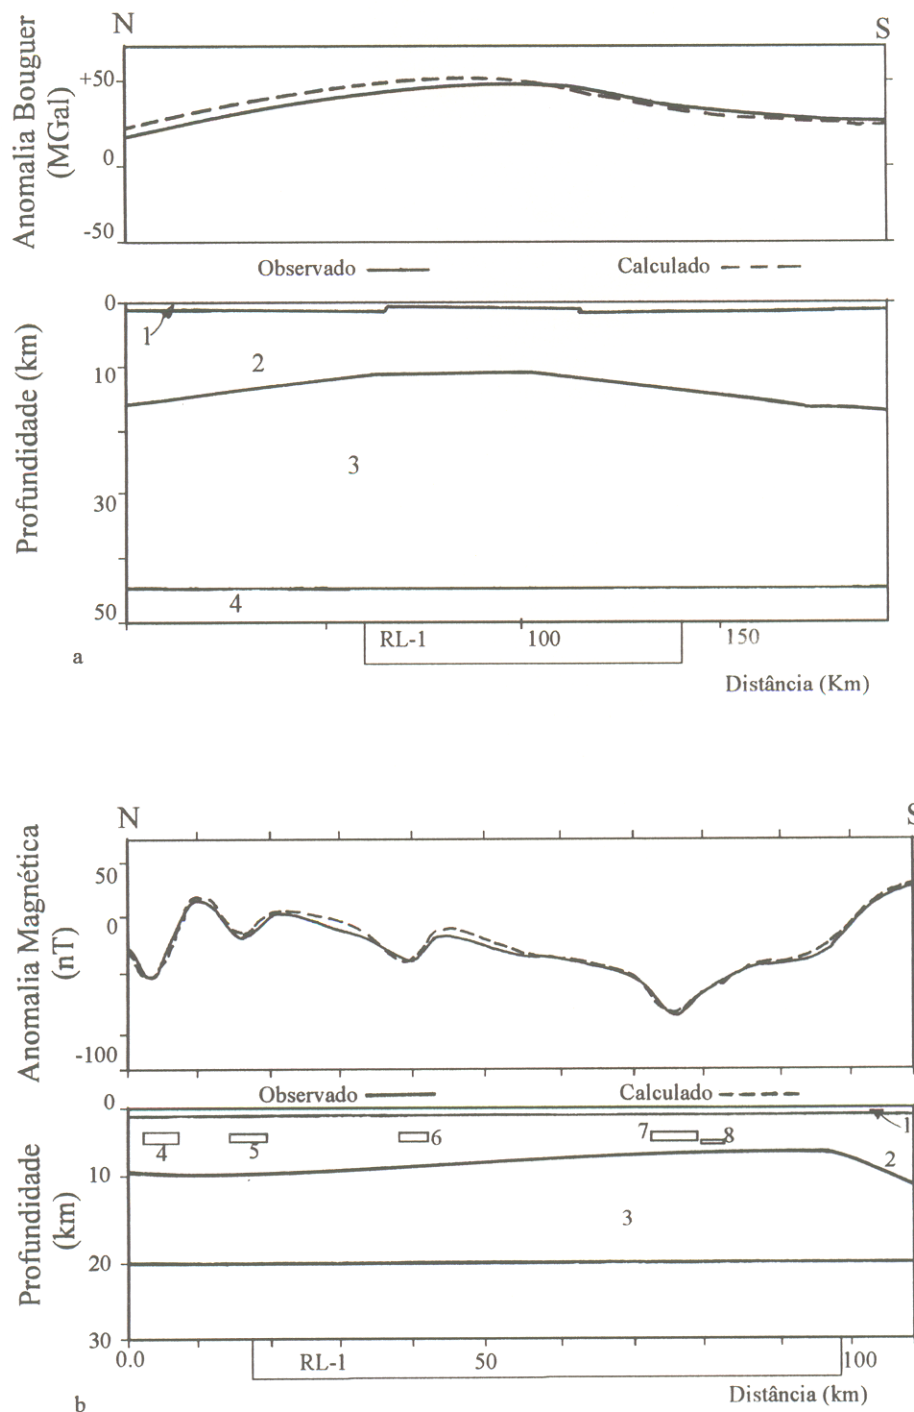 N
S
Anomalia Bouguer
(MGal)
+50
0
-50
Observado
Calculado
Profundidade (km)
0
10
30
50
1
2
3
4
RL-1
100
150
a
Distância (Km)
N
S
Anomalia Magnética
(nT)
50
0
-100
Observado
Calculado
Profundidade
(km)
0
10
20
30
4
5
6
7
8
1
2
3
0.0
RL-1
50
100
b
Distância (km)